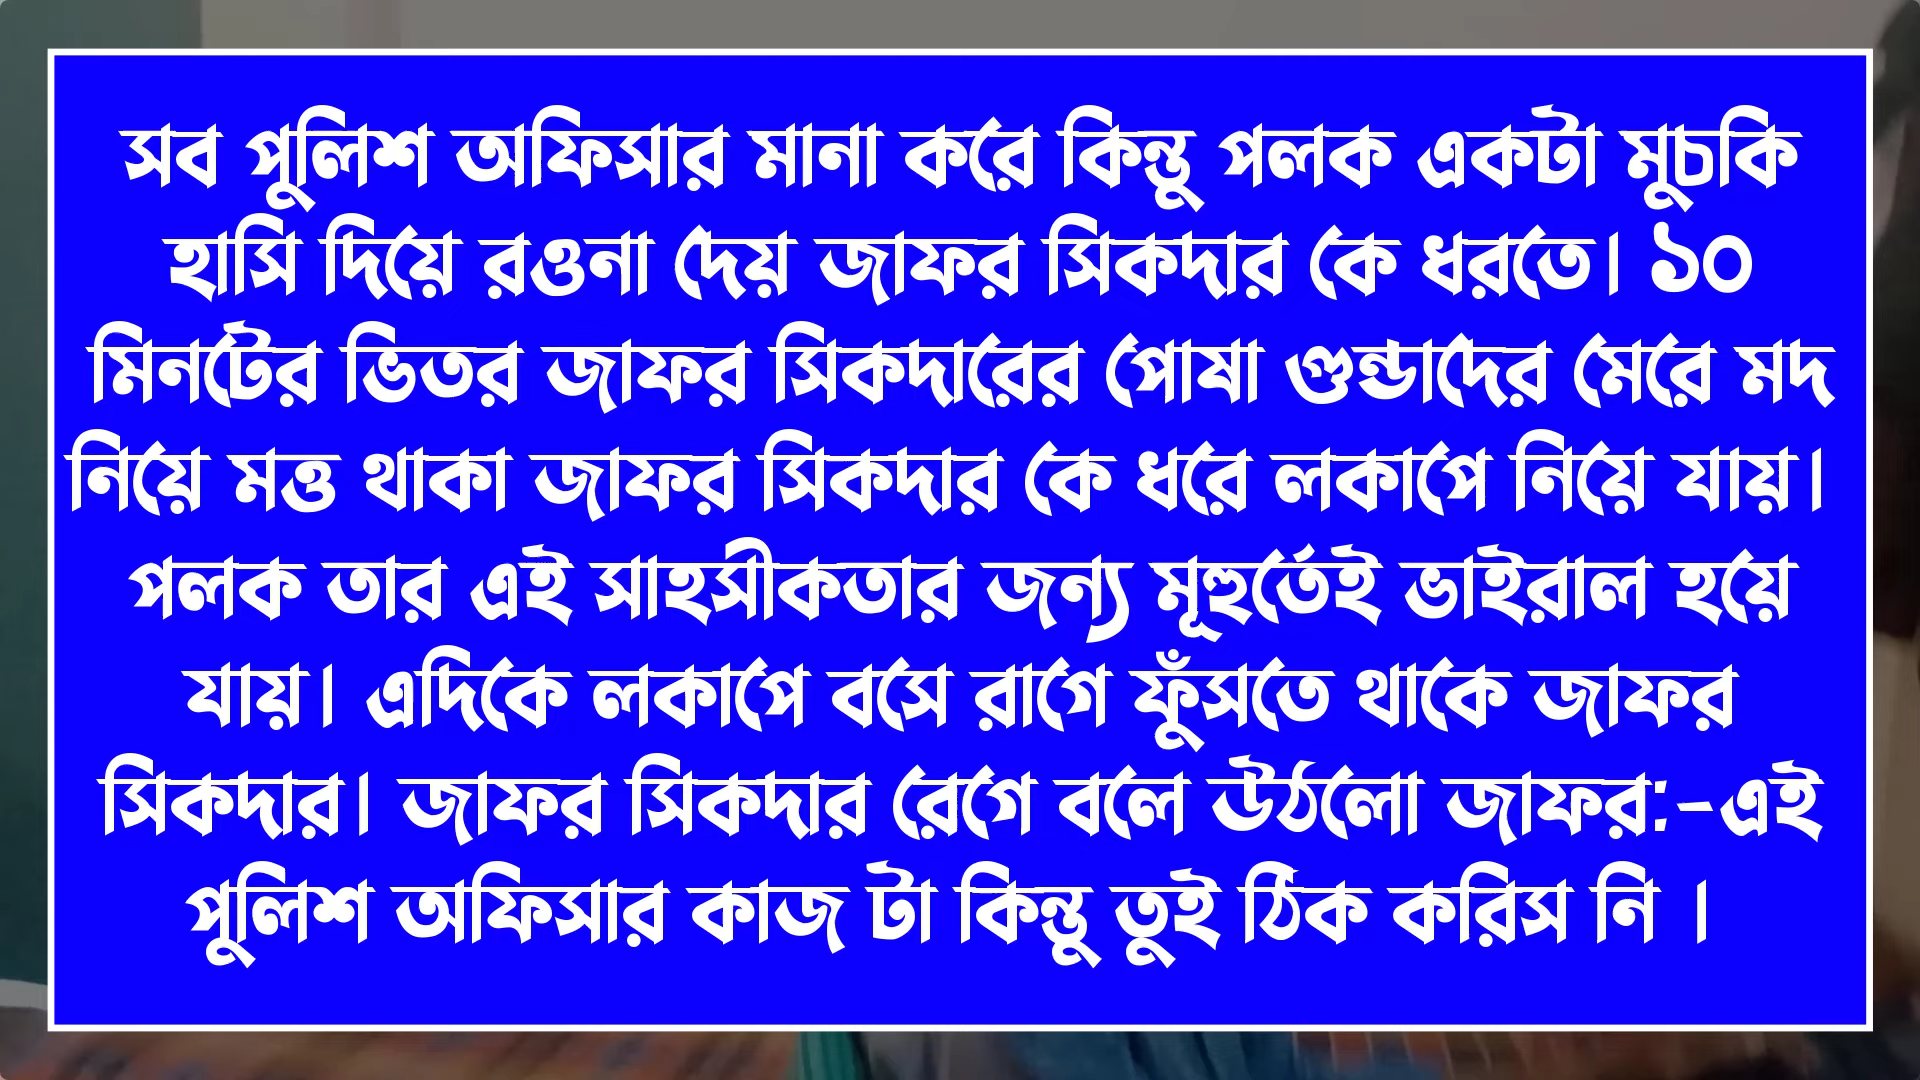 সব পুলিশ অফিসার মানা করে কিন্তু পলক একটা মুচকি
হাসি দিয়ে রওনা দেয় জাফর সিকদার কে ধরতে। ১০
মিনটের ভিতর জাফর সিকদারের পোষা গুন্ডাদের মেরে মদ
নিয়ে মত্ত থাকা জাফর সিকদার কে ধরে লকাপে নিয়ে যায়।
পলক তার এই সাহসীকতার জন্য মূহুর্তেই ভাইরাল হয়ে
যায়। এদিকে লকাপে বসে রাগে ফুঁসতে থাকে জাফর
সিকদার। জাফর সিকদার রেগে বলে উঠলো জাফর:-এই
পুলিশ অফিসার কাজ টা কিন্তু তুই ঠিক করিস নি ।